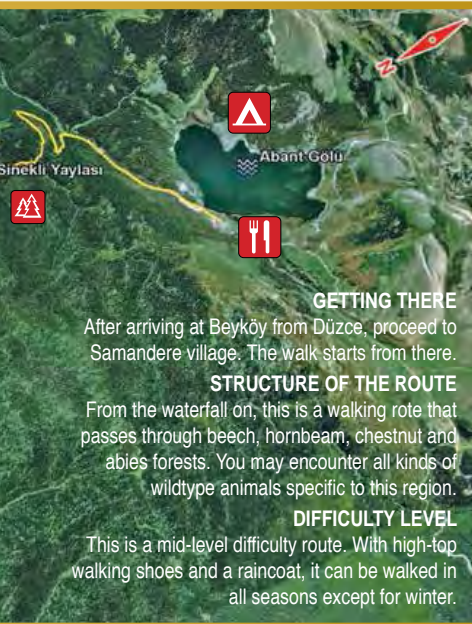 N
Abant Gölü
Sinekli Yaylası
GETTING THERE
After arriving at Beyköy from Düzce, proceed to
Samandere village. The walk starts from there.
STRUCTURE OF THE ROUTE
From the waterfall on, this is a walking rote that
passes through beech, hornbeam, chestnut and
abies forests. You may encounter all kinds of
wildtype animals specific to this region.
DIFFICULTY LEVEL
This is a mid-level difficulty route. With high-top
walking shoes and a raincoat, it can be walked in
all seasons except for winter.